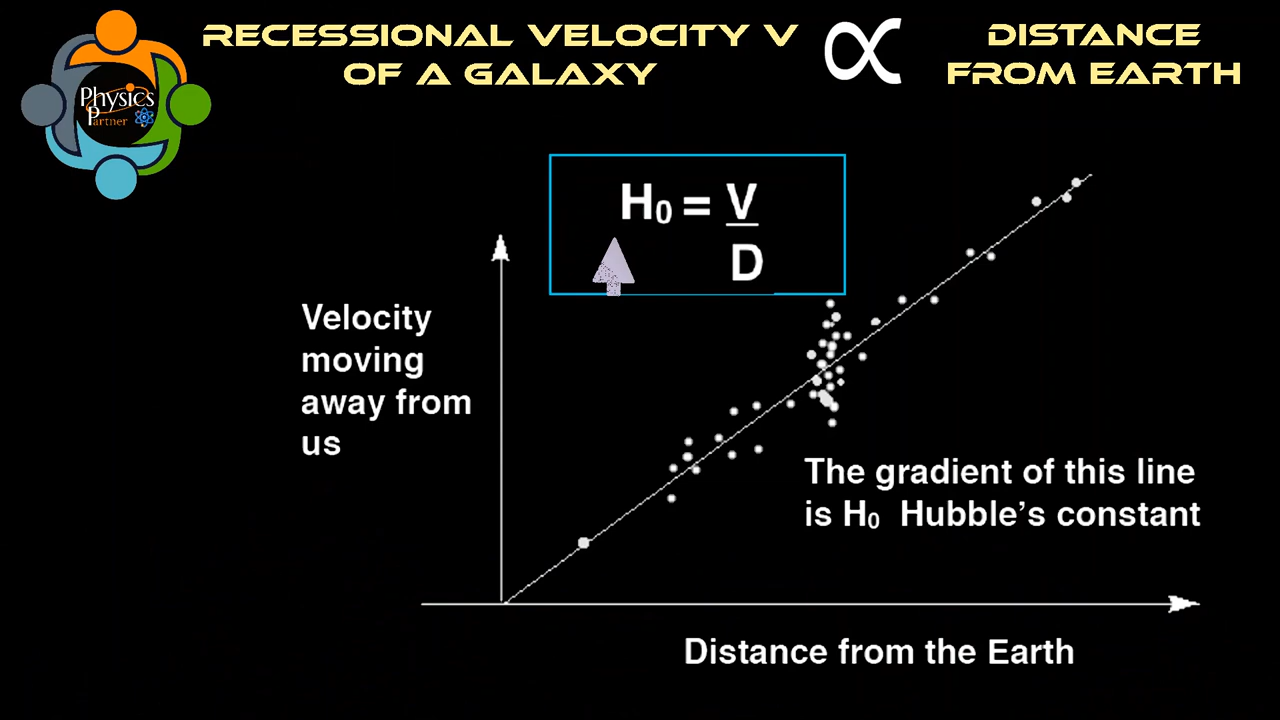 Physics
Partner
RECESSIONAL VELOCITY V
OF A GALAXY
∝
DISTANCE
FROM EARTH
H₀ = V
D
Velocity
moving
away from
us
The gradient of this line
is H₀ Hubble's constant
Distance from the Earth